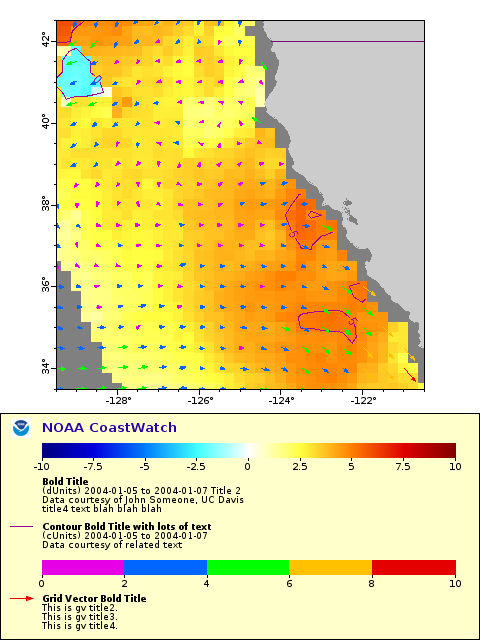 42°
40°
38°
36°
34°
-128°
-126°
-124°
-122°
NOAA CoastWatch
-10 -7.5 -5 -2.5 0 2.5 5 7.5 10
Bold Title
(dUnits) 2004-01-05 to 2004-01-07 Title 2
Data courtesy of John Someone, UC Davis
title4 text blah blah blah
Contour Bold Title with lots of text
(cUnits) 2004-01-05 to 2004-01-07
Data courtesy of related text
0 2 4 6 8 10
Grid Vector Bold Title
This is gv title2.
This is gv title3.
This is gv title4.